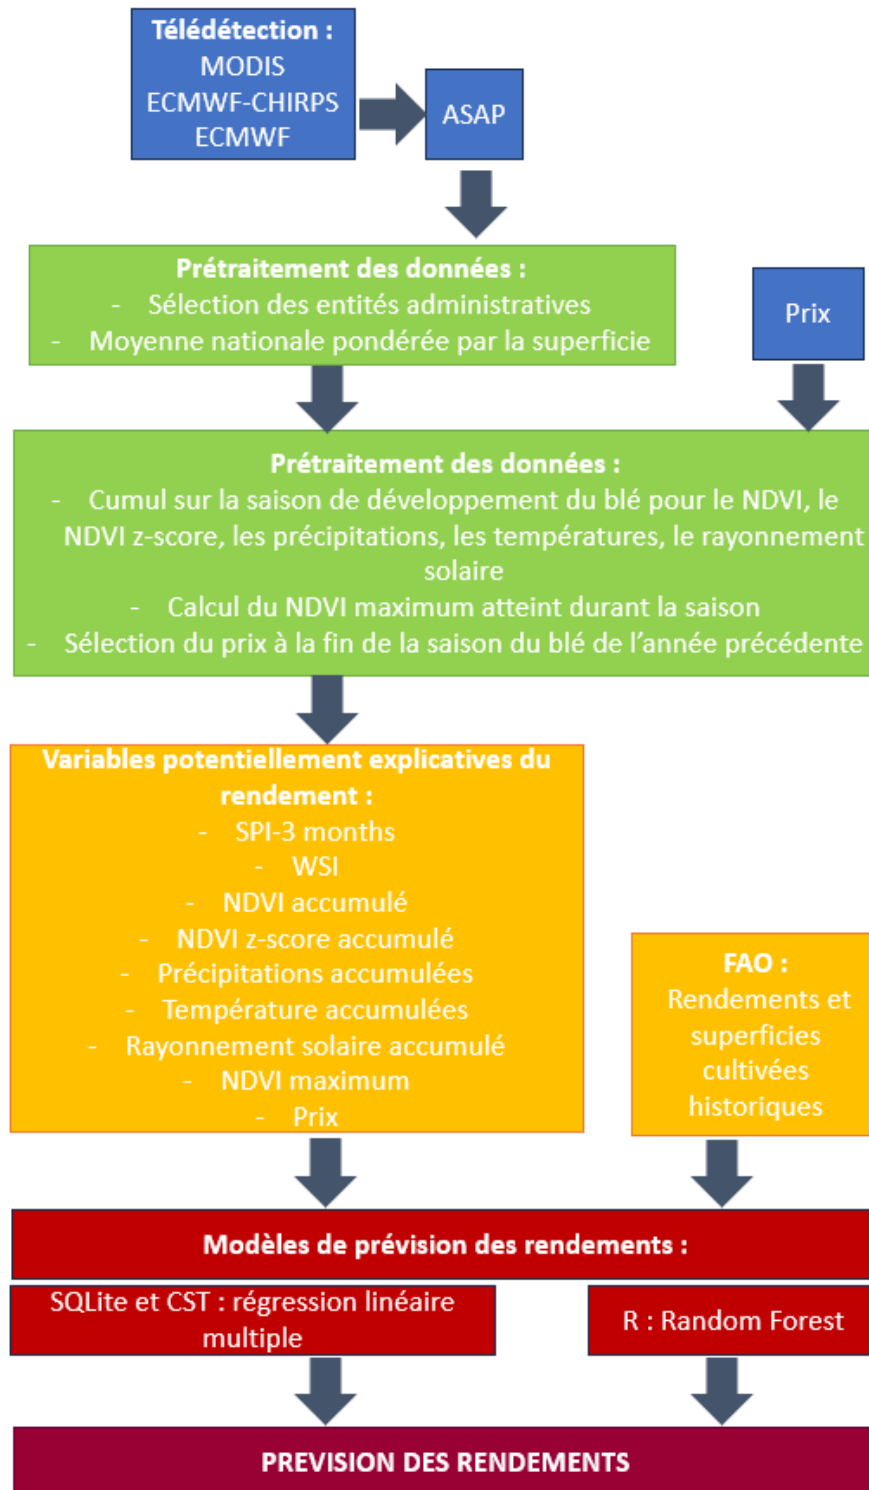 Télédétection :
MODIS
ECMWF-CHIRPS
ECMWF
ASAP
Prétraitement des données :
- Sélection des entités administratives
- Moyenne nationale pondérée par la superficie
Prix
Prétraitement des données :
- Cumul sur la saison de développement du blé pour le NDVI, le
NDVI z-score, les précipitations, les températures, le rayonnement
solaire
- Calcul du NDVI maximum atteint durant la saison
- Sélection du prix à la fin de la saison du blé de l’année précédente
Variables potentiellement explicatives du
rendement :
- SPI-3 months
- WSI
- NDVI accumulé
- NDVI z-score accumulé
- Précipitations accumulées
- Température accumulées
- Rayonnement solaire accumulé
- NDVI maximum
- Prix
FAO :
Rendements et
superficies
cultivées
historiques
Modèles de prévision des rendements :
SQLite et CST : régression linéaire
multiple
R : Random Forest
PREVISION DES RENDEMENTS